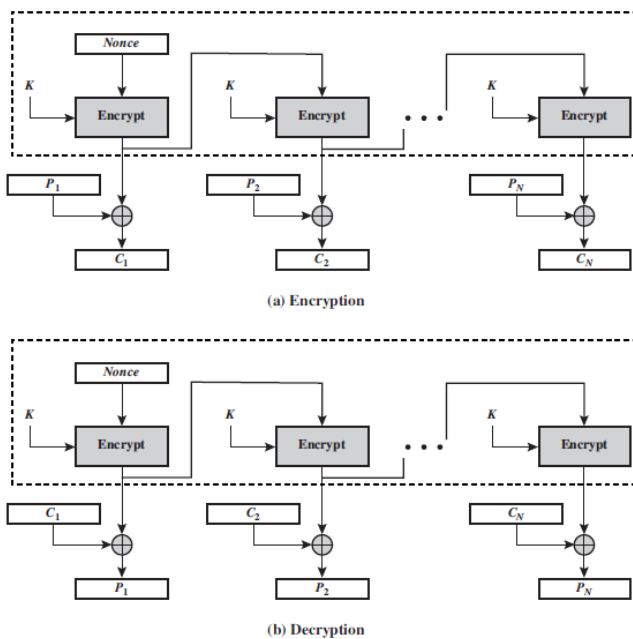 Nonce
K K K
Encrypt Encrypt • • • Encrypt
P1 P2 PN
C1 C2 CN
(a) Encryption
Nonce
K K K
Encrypt Encrypt • • • Encrypt
C1 C2 CN
P1 P2 PN
(b) Decryption